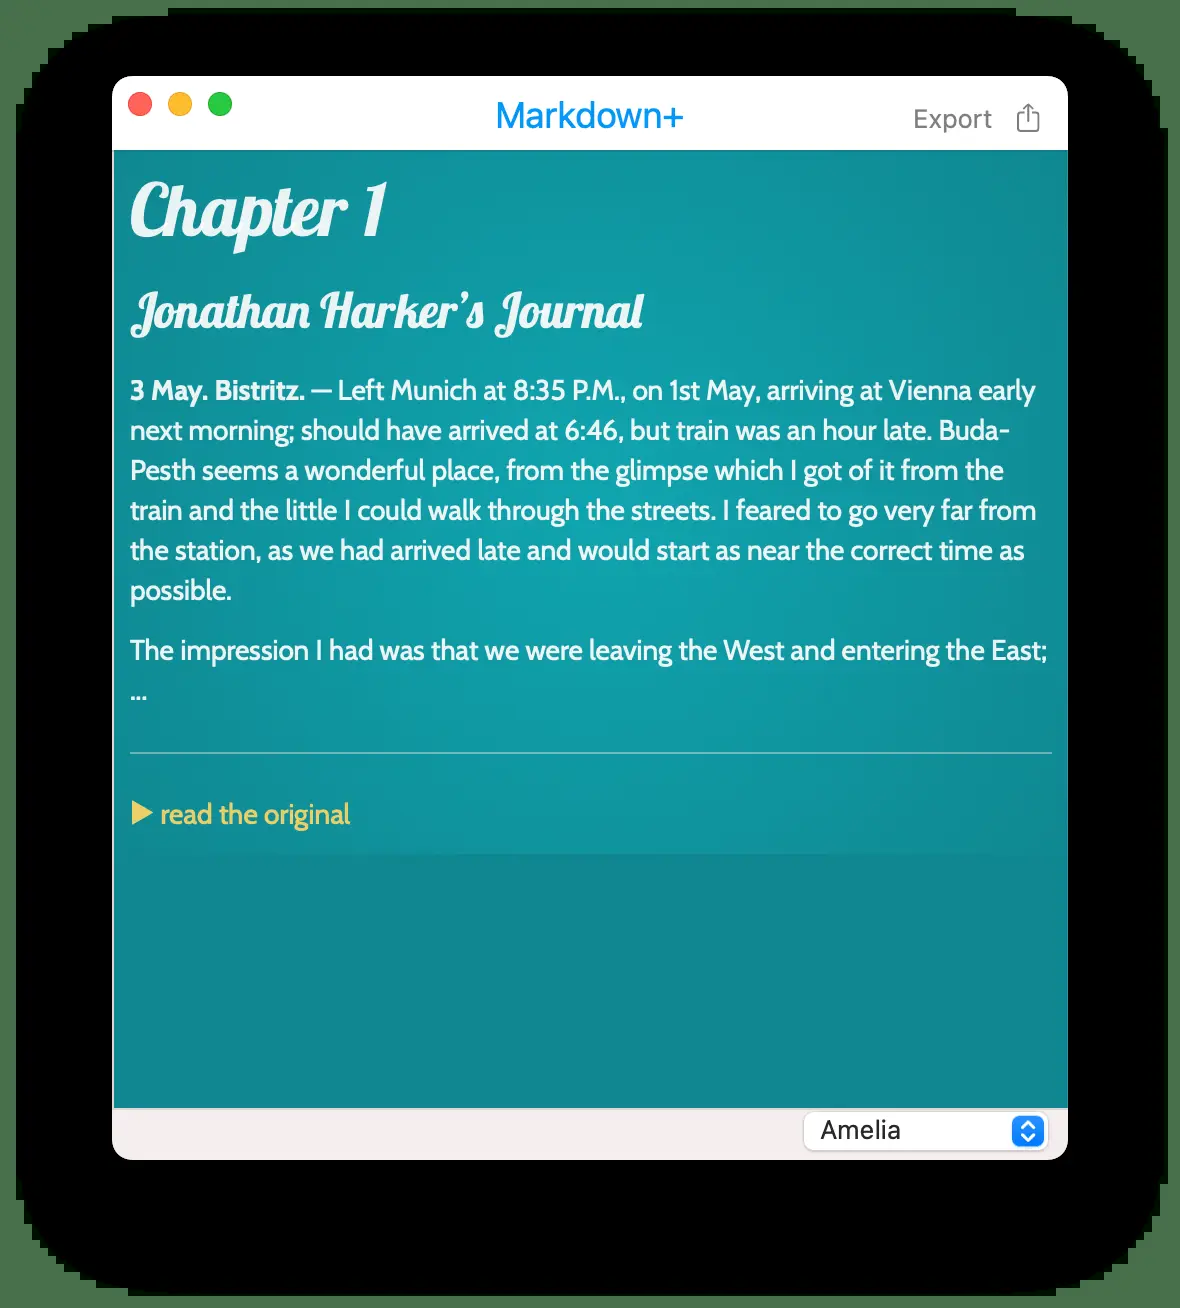 Markdown+
Export
Chapter 1
Jonathan Harker’s Journal
3 May. Bistritz. — Left Munich at 8:35 P.M., on 1st May, arriving at Vienna early
next morning; should have arrived at 6:46, but train was an hour late. Buda-
Pesth seems a wonderful place, from the glimpse which I got of it from the
train and the little I could walk through the streets. I feared to go very far from
the station, as we had arrived late and would start as near the correct time as
possible.
The impression I had was that we were leaving the West and entering the East;
...
▶ read the original
Amelia